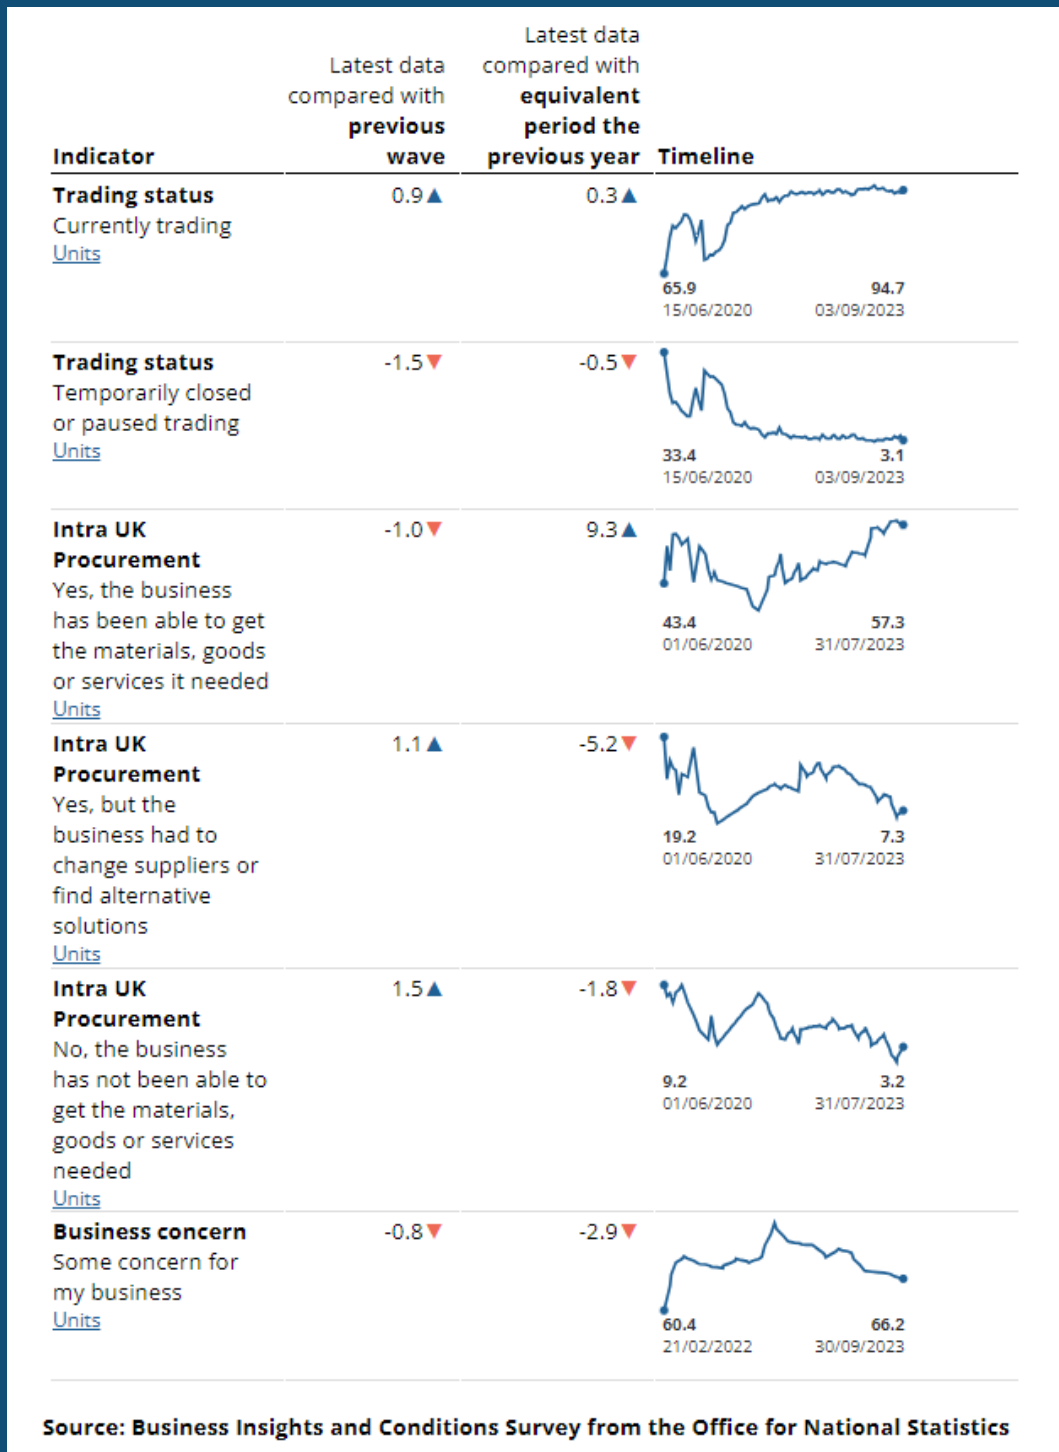 Indicator
Latest data
compared with
previous
wave
Latest data
compared with
equivalent
period the
previous year
Timeline
Trading status
Currently trading
Units
0.9▲
0.3▲
65.9
15/06/2020
94.7
03/09/2023
Trading status
Temporarily closed
or paused trading
Units
-1.5▼
-0.5▼
33.4
15/06/2020
3.1
03/09/2023
Intra UK
Procurement
Yes, the business
has been able to get
the materials, goods
or services it needed
Units
-1.0▼
9.3▲
43.4
01/06/2020
57.3
31/07/2023
Intra UK
Procurement
Yes, but the
business had to
change suppliers or
find alternative
solutions
Units
1.1▲
-5.2▼
19.2
01/06/2020
7.3
31/07/2023
Intra UK
Procurement
No, the business
has not been able to
get the materials,
goods or services
needed
Units
1.5▲
-1.8▼
9.2
01/06/2020
3.2
31/07/2023
Business concern
Some concern for
my business
Units
-0.8▼
-2.9▼
60.4
21/02/2022
66.2
30/09/2023
Source: Business Insights and Conditions Survey from the Office for National Statistics